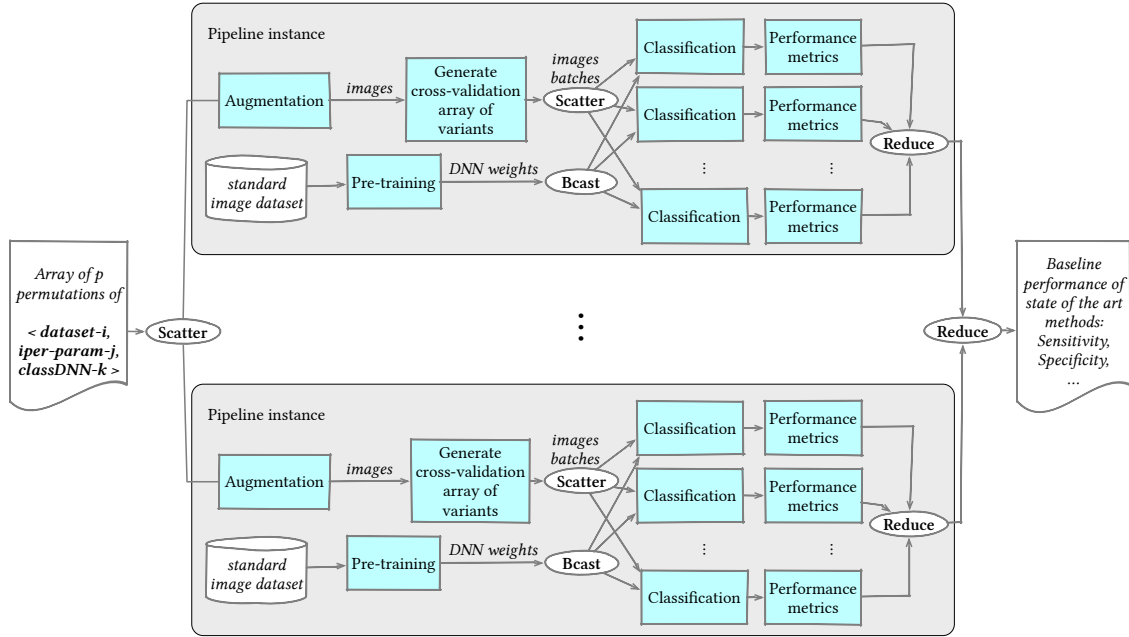 Pipeline instance
Augmentation
images
Generate
cross-validation
array of
variants
images
batches
Scatter
Classification
Performance
metrics
Classification
Performance
metrics
Reduce
standard
image dataset
Pre-training
DNN weights
Bcast
⋮
⋮
Classification
Performance
metrics
Array of p
permutations of
< dataset-i,
iper-param-j,
classDNN-k >
Scatter
⋮
Reduce
Baseline
performance of
state of the art
methods:
Sensitivity,
Specificity,
...
Pipeline instance
Augmentation
images
Generate
cross-validation
array of
variants
images
batches
Scatter
Classification
Performance
metrics
Classification
Performance
metrics
Reduce
standard
image dataset
Pre-training
DNN weights
Bcast
⋮
⋮
Classification
Performance
metrics